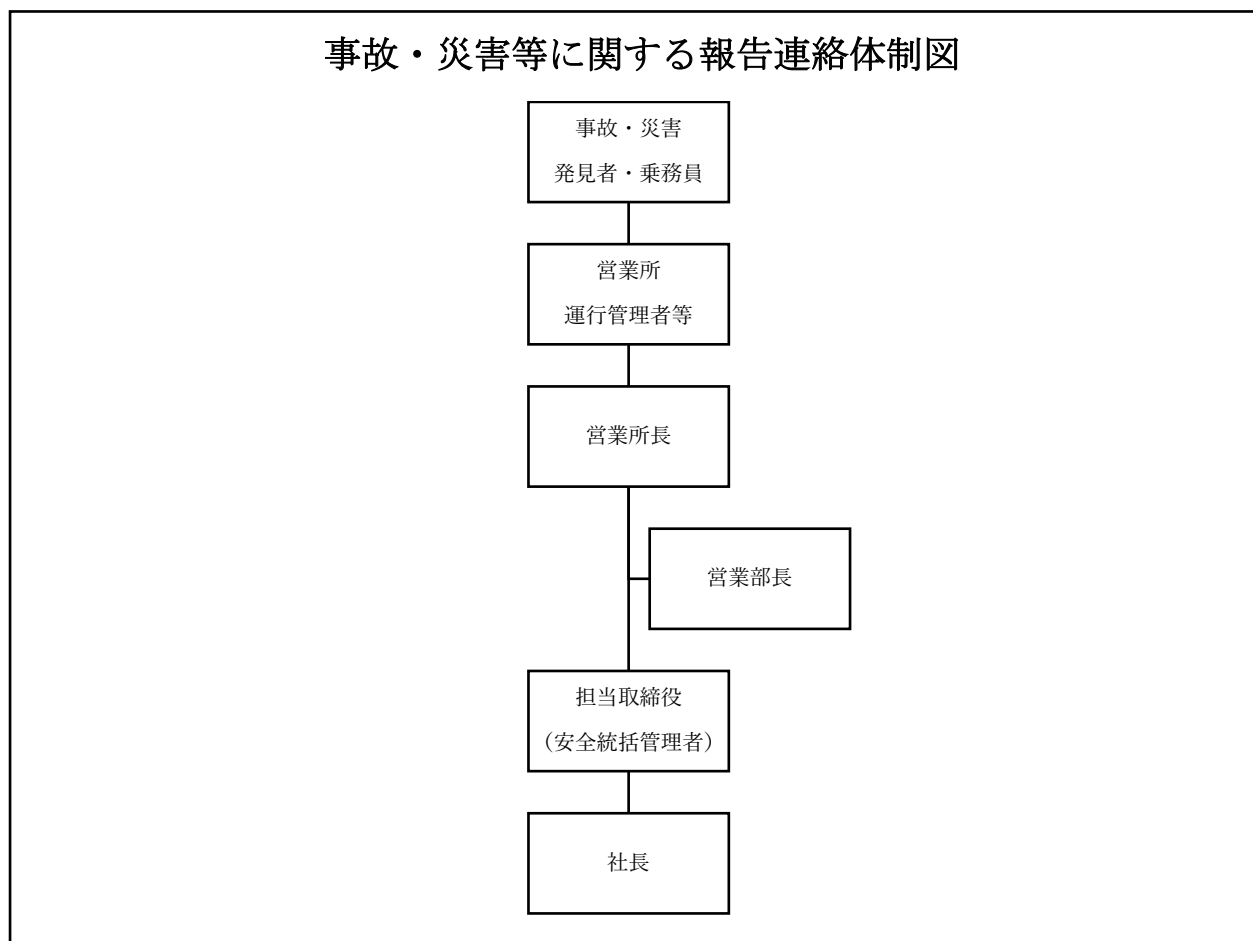 事故・災害等に関する報告連絡体制図
事故・災害
発見者・乗務員
営業所
運行管理者等
営業所長
営業部長
担当取締役
（安全統括管理者）
社長